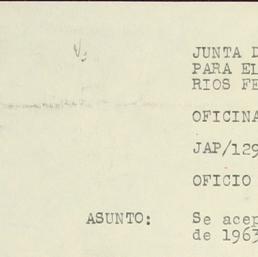 JUNTA D
PARA EL
RIOS FE
OFICINA
JAP/129
OFICIO
ASUNTO: Se acep
de 1963